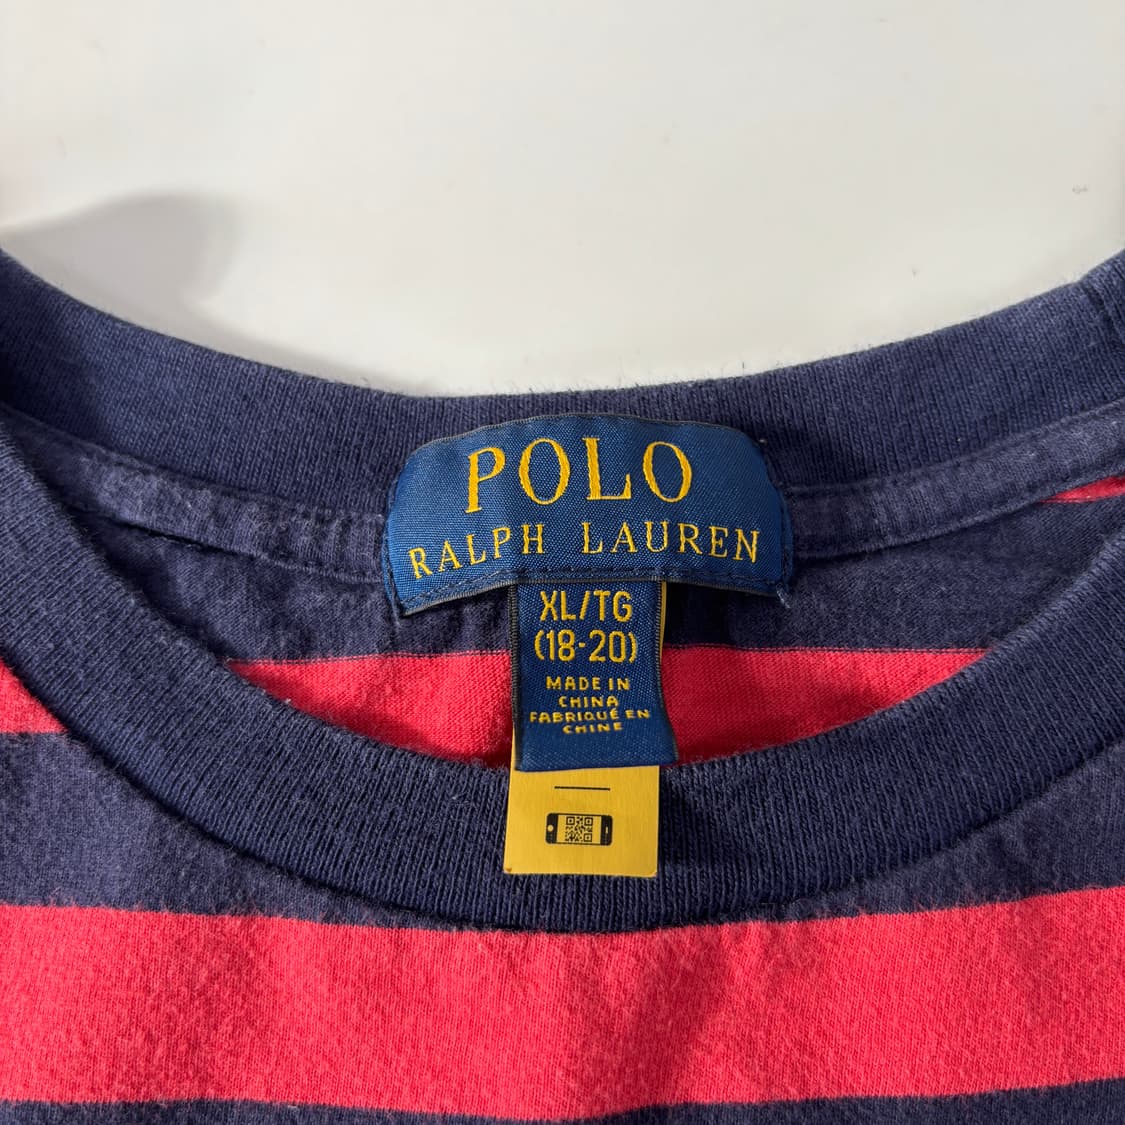 POLO
RALPH LAUREN
XL/TG
(18-20)
MADE IN
CHINA
FABRIQUÉ EN
CHINE